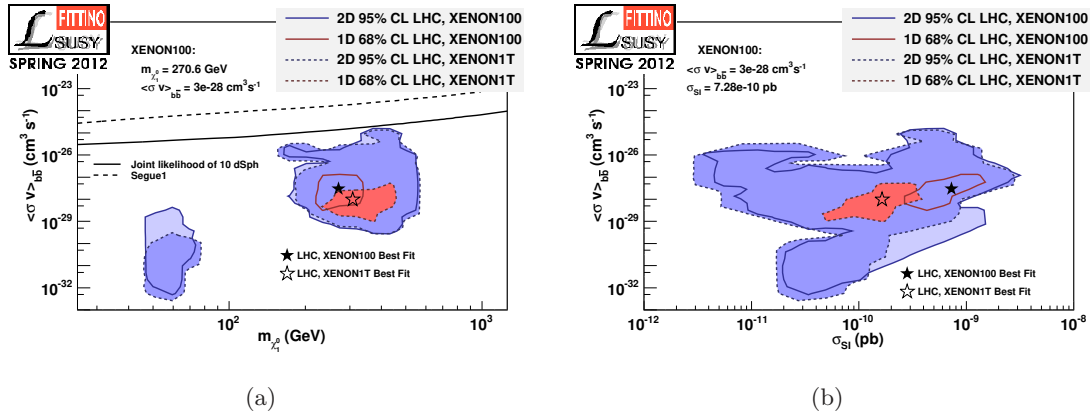 FITTINO
SUSY
SPRING 2012
2D 95% CL LHC, XENON100
1D 68% CL LHC, XENON100
2D 95% CL LHC, XENON1T
1D 68% CL LHC, XENON1T
XENON100:
m_χ̃⁰₁ = 270.6 GeV
<σ v>_bb̄ = 3e-28 cm³s⁻¹
10⁻²³
10⁻²⁶
10⁻²⁹
10⁻³²
<σ v>_bb̄ (cm³ s⁻¹)
Joint likelihood of 10 dSph
Segue1
LHC, XENON100 Best Fit
LHC, XENON1T Best Fit
10²
10³
m_χ̃⁰₁ (GeV)
(a)
FITTINO
SUSY
SPRING 2012
2D 95% CL LHC, XENON100
1D 68% CL LHC, XENON100
2D 95% CL LHC, XENON1T
1D 68% CL LHC, XENON1T
XENON100:
<σ v>_bb̄ = 3e-28 cm³s⁻¹
σ_SI = 7.28e-10 pb
10⁻²³
10⁻²⁶
10⁻²⁹
10⁻³²
<σ v>_bb̄ (cm³ s⁻¹)
LHC, XENON100 Best Fit
LHC, XENON1T Best Fit
10⁻¹²
10⁻¹¹
10⁻¹⁰
10⁻⁹
10⁻⁸
σ_SI (pb)
(b)